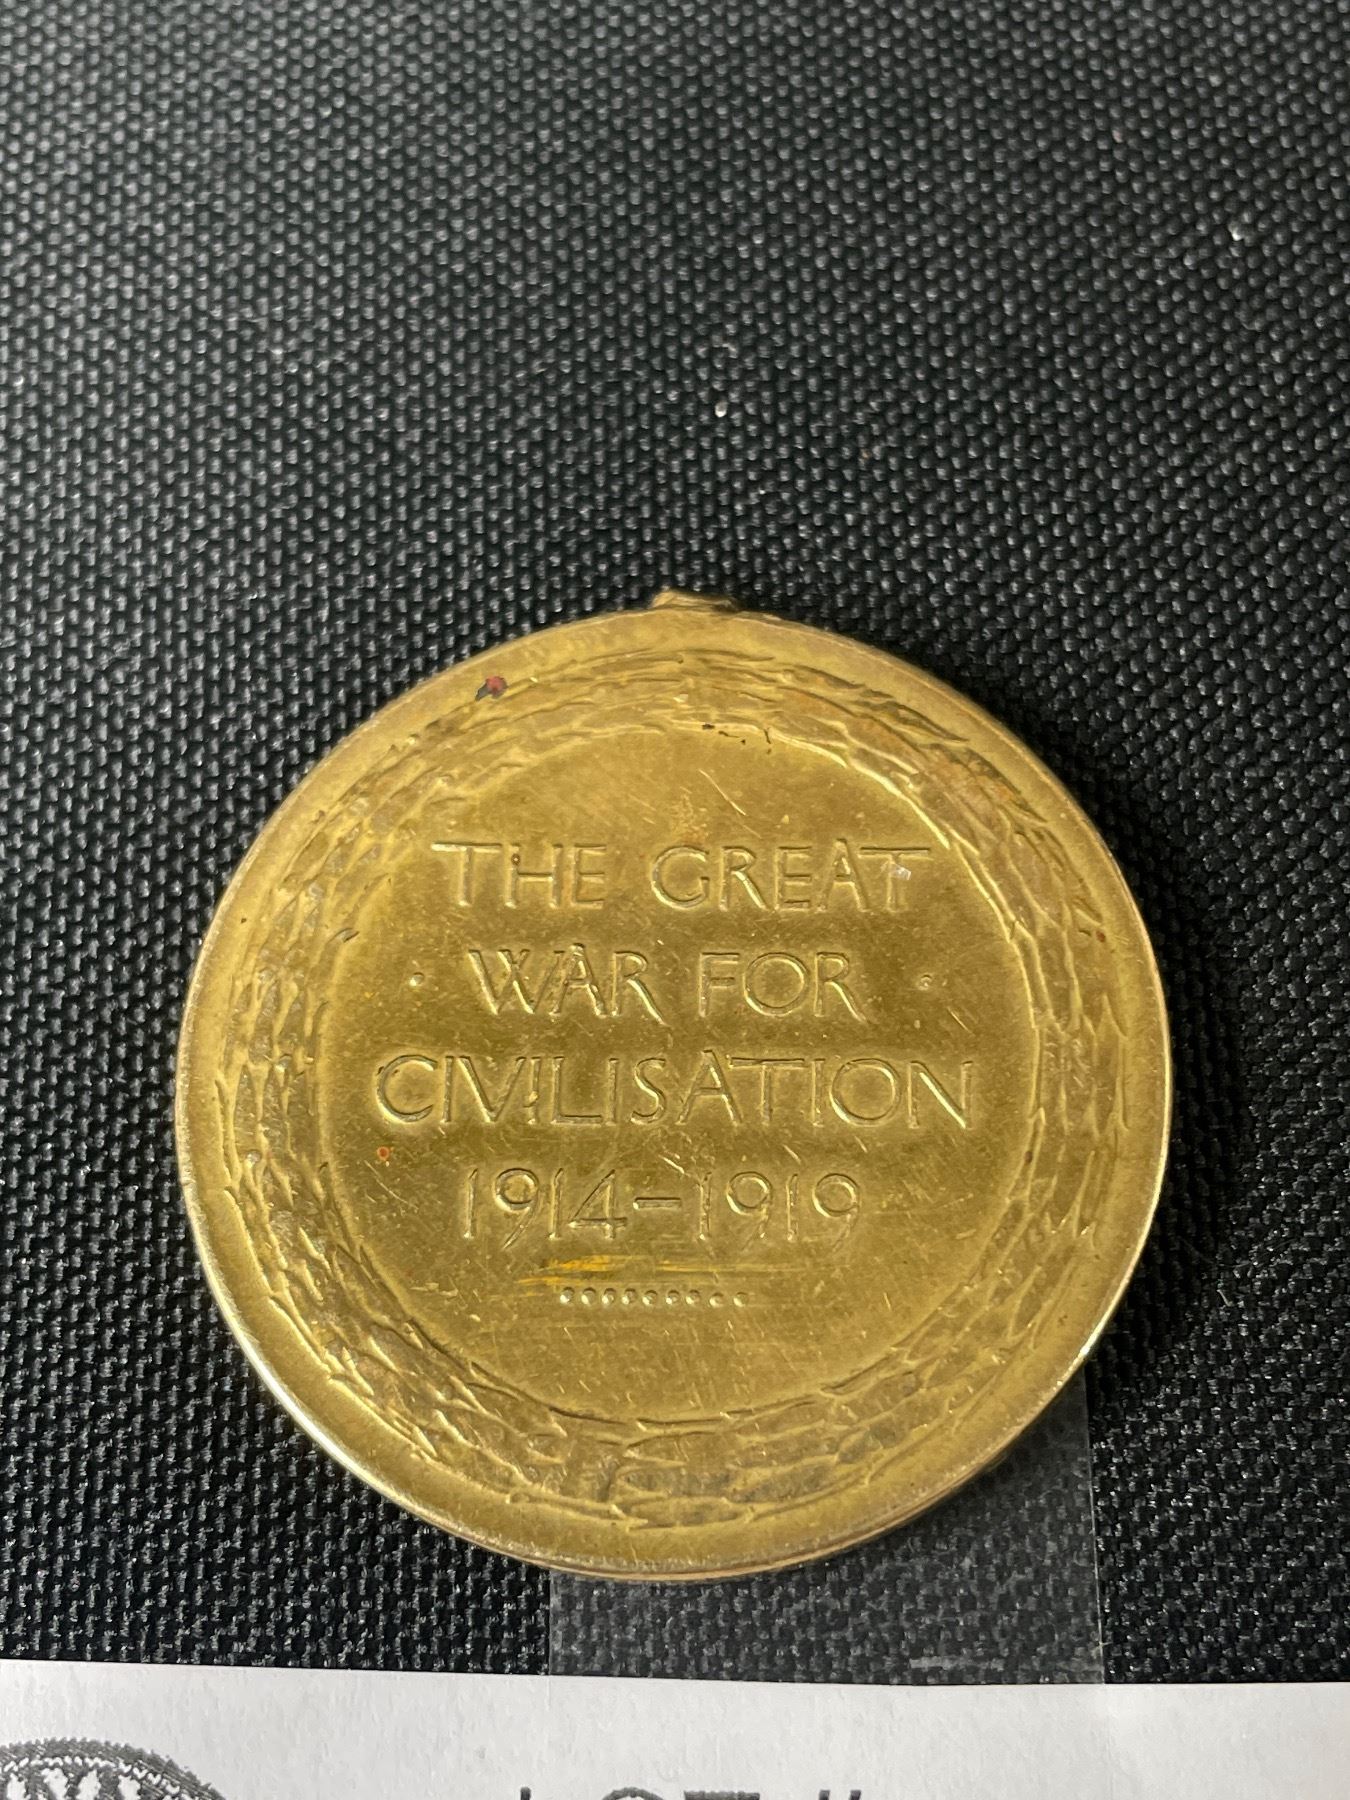 THE GREAT
· WAR FOR ·
CIVILISATION
1914–1919